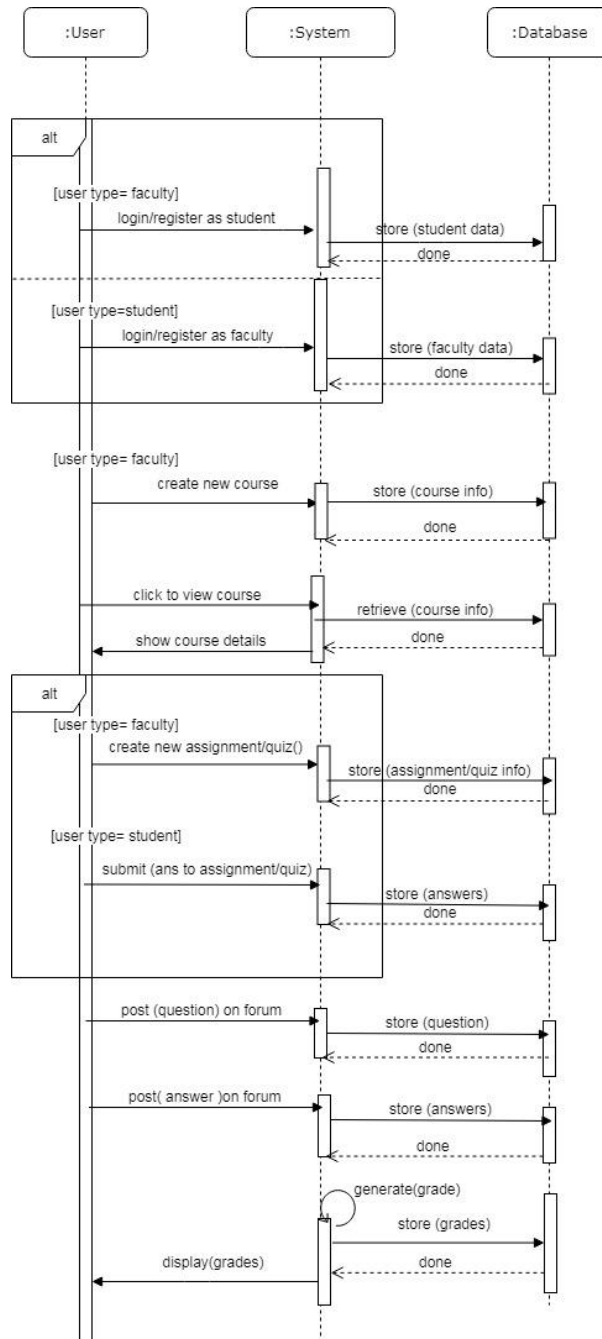 :User
:System
:Database
alt
[user type= faculty]
login/register as student
store (student data)
done
[user type=student]
login/register as faculty
store (faculty data)
done
[user type= faculty]
create new course
store (course info)
done
click to view course
retrieve (course info)
show course details
done
alt
[user type= faculty]
create new assignment/quiz()
store (assignment/quiz info)
done
[user type= student]
submit (ans to assignment/quiz)
store (answers)
done
post (question) on forum
store (question)
done
post( answer )on forum
store (answers)
done
generate(grade)
store (grades)
display(grades)
done